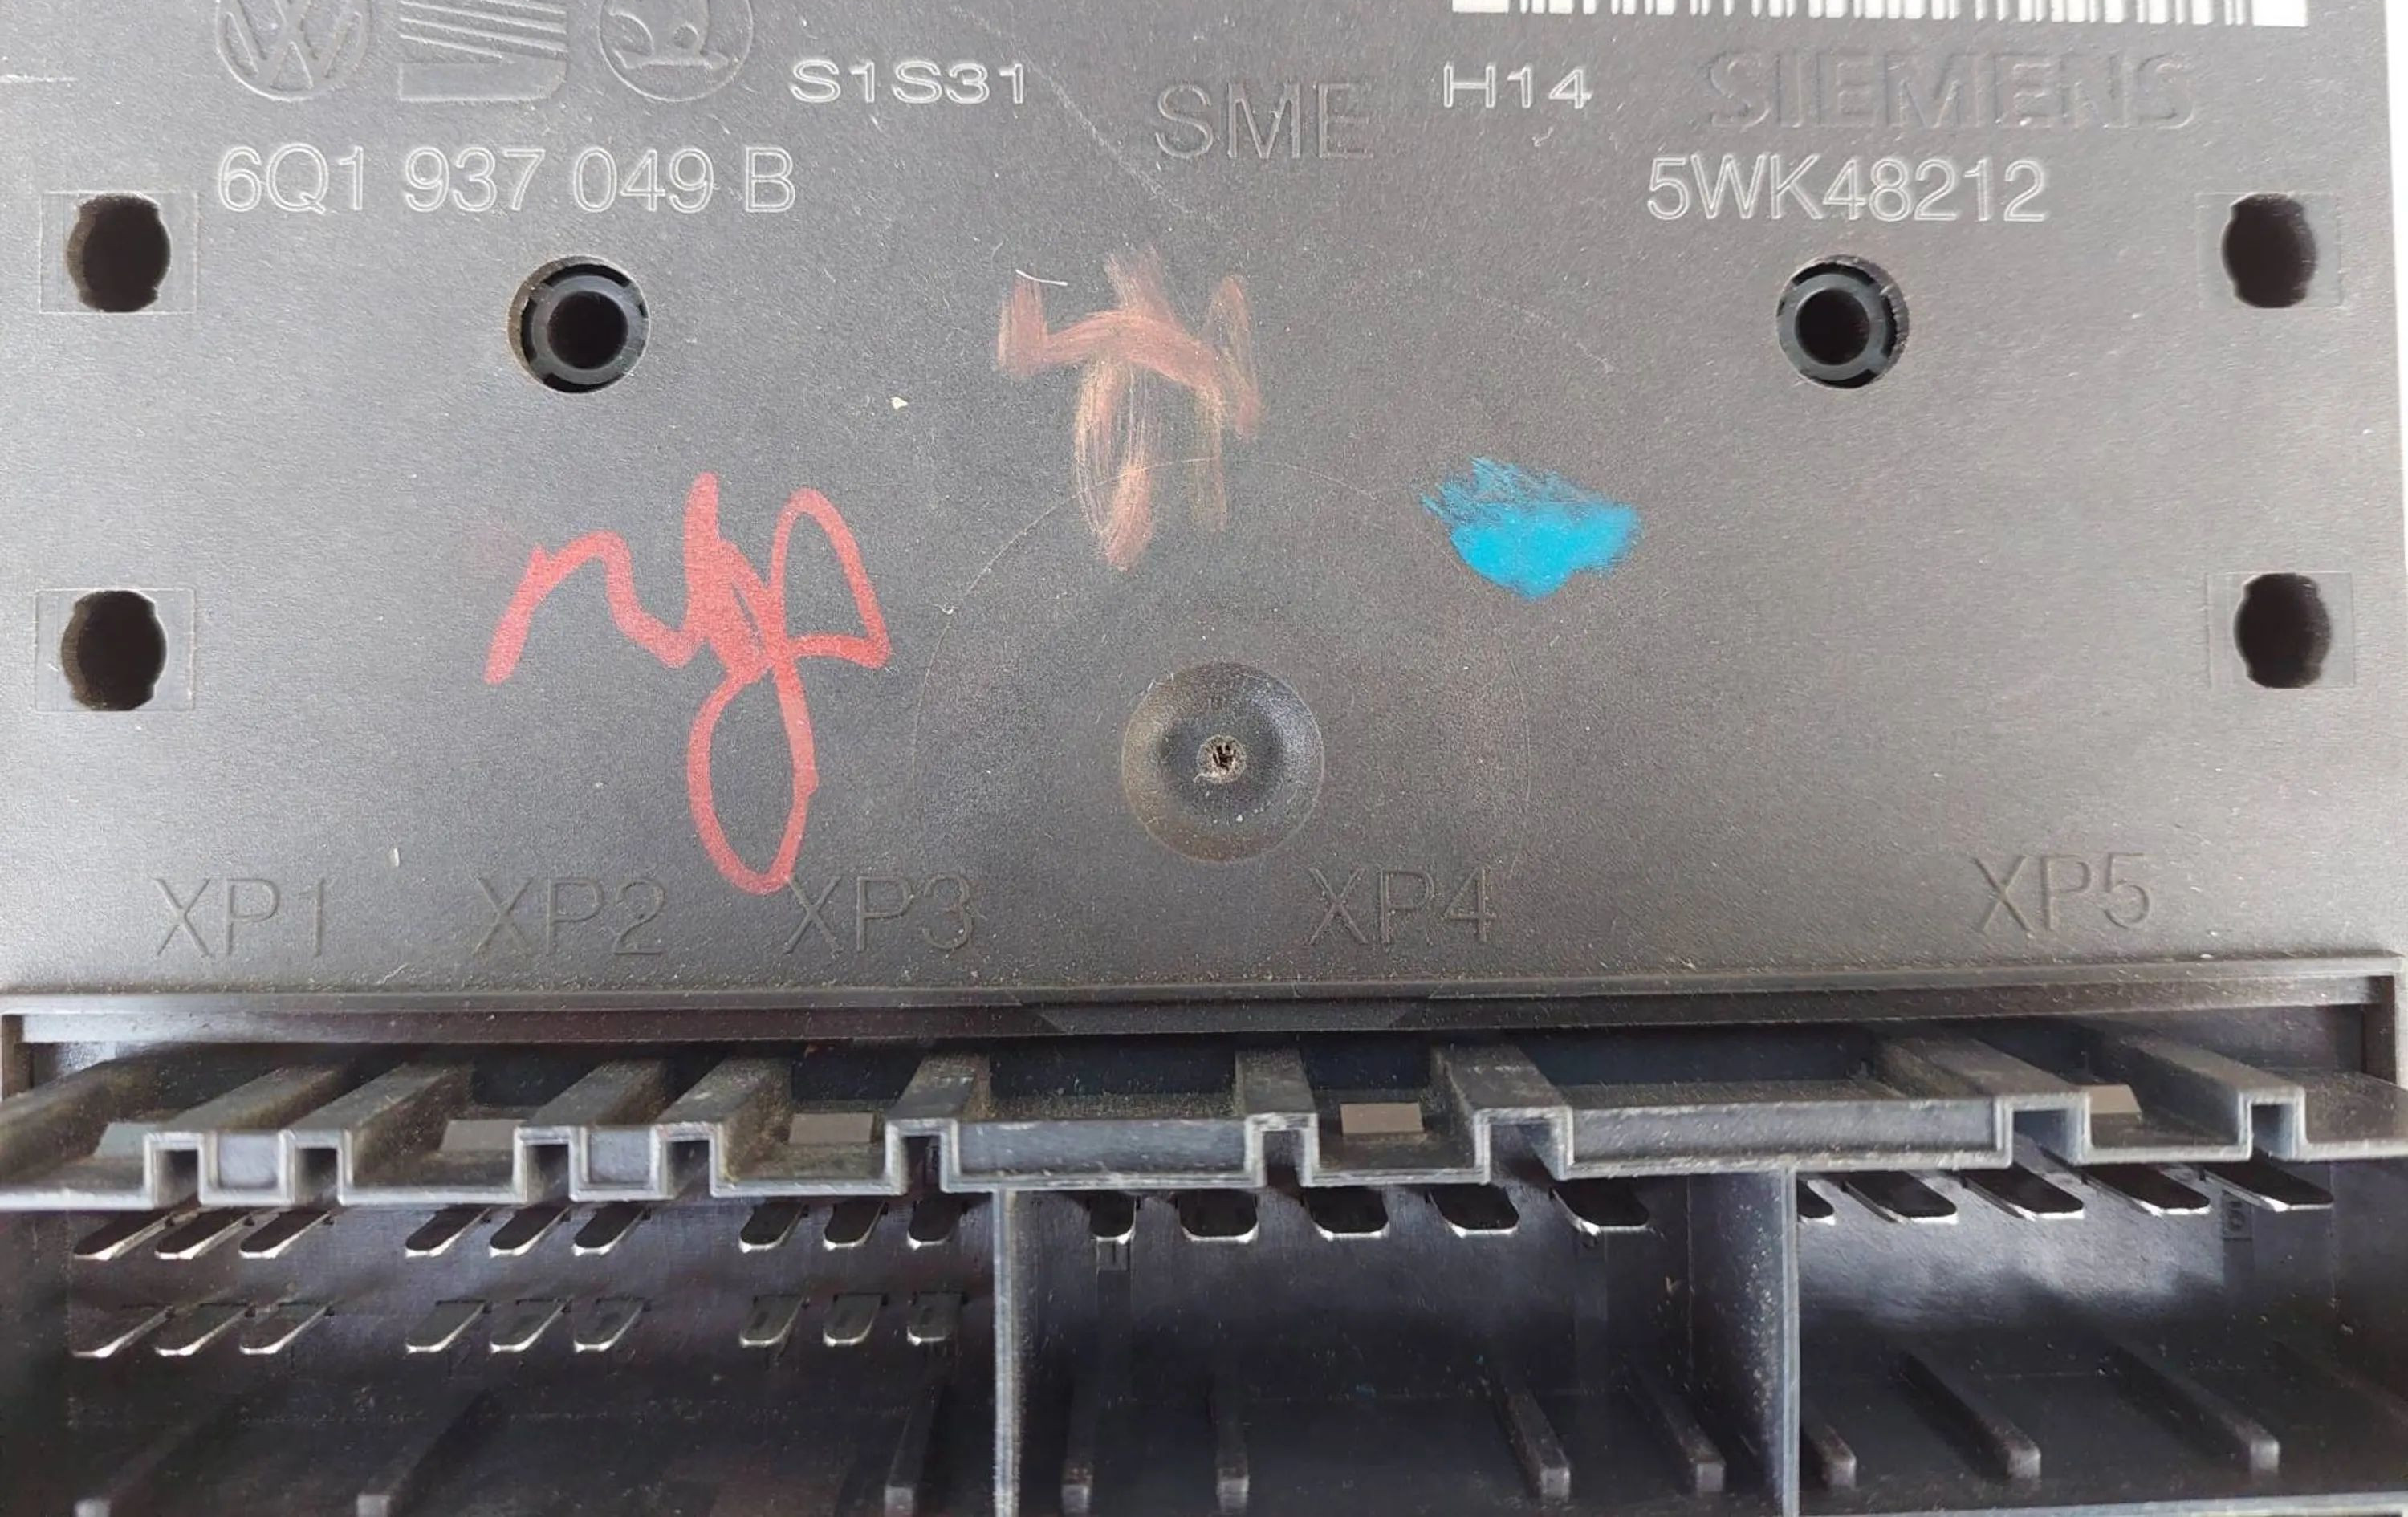 S1S31 SME H14 SIEMENS
6Q1 937 049 B 5WK48212
XP1 XP2 XP3 XP4 XP5